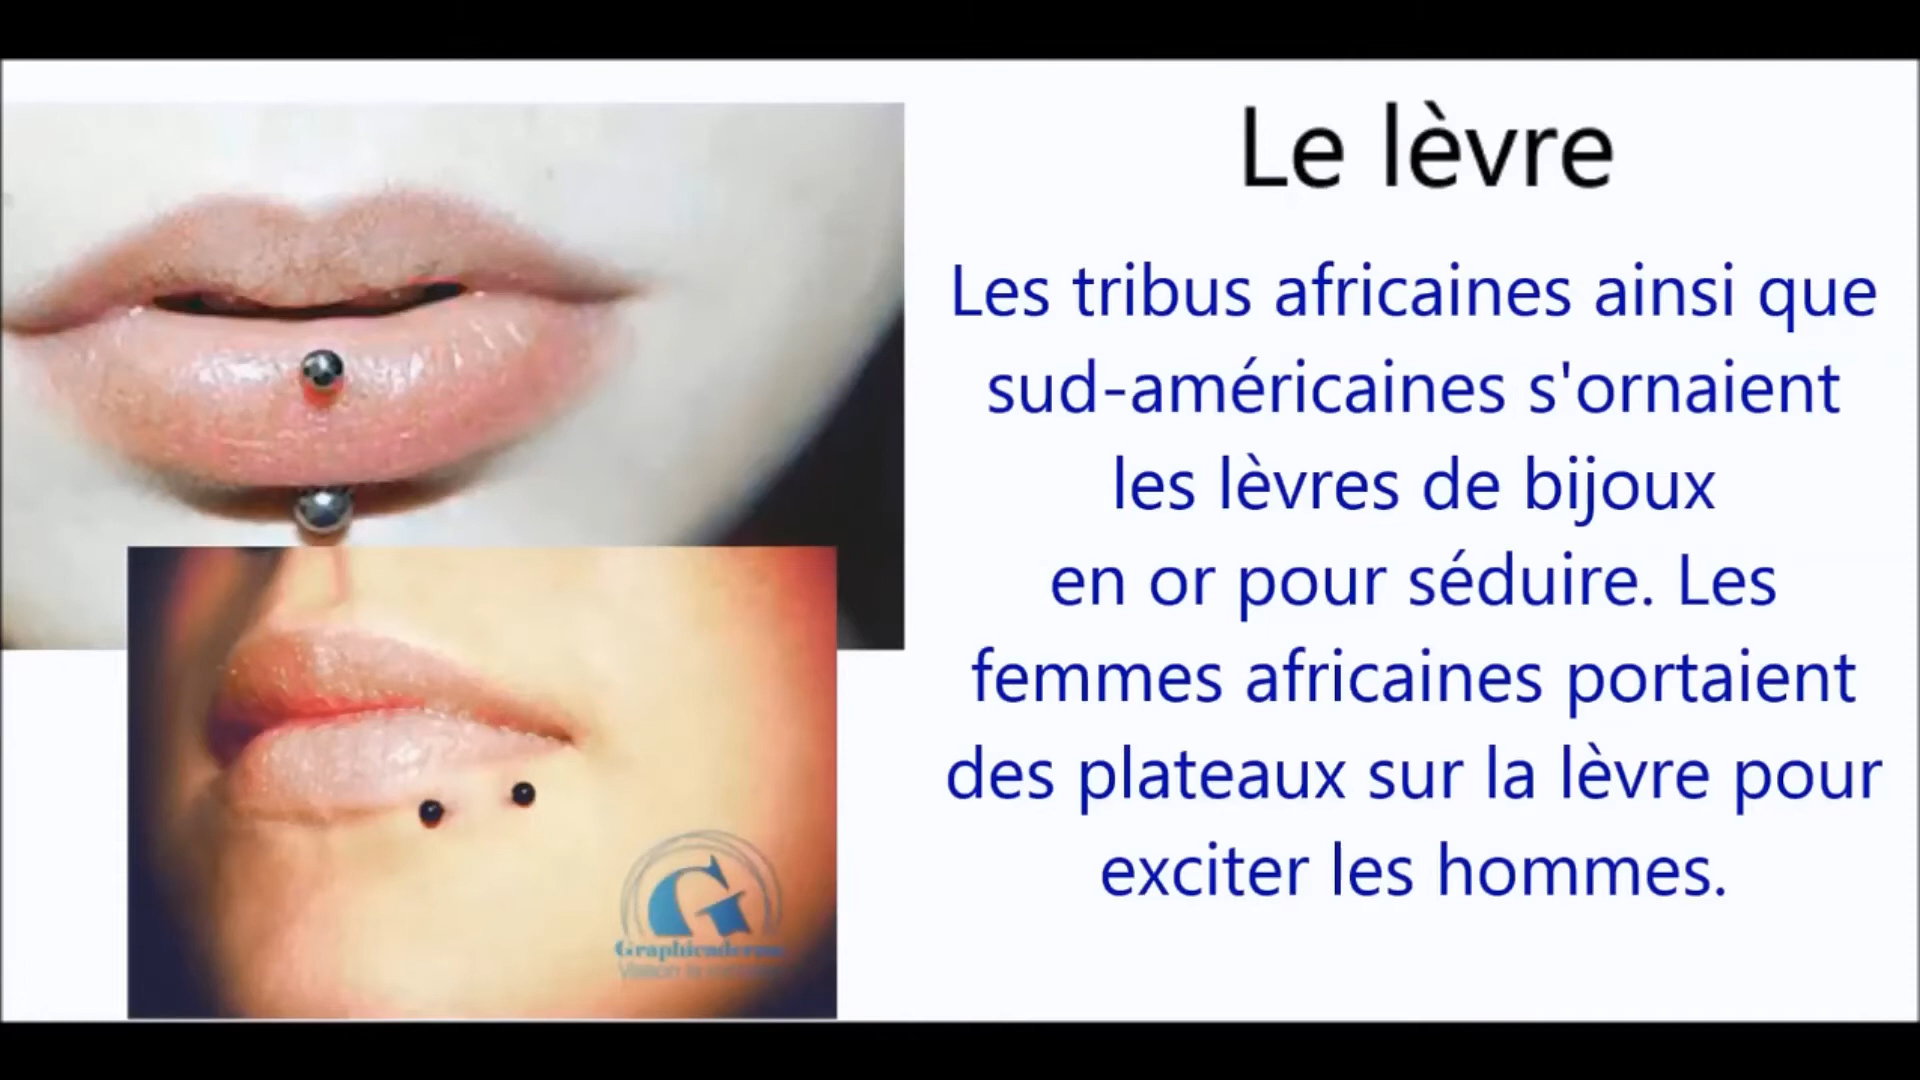 Le lèvre
Les tribus africaines ainsi que
sud-américaines s'ornaient
les lèvres de bijoux
en or pour séduire. Les
femmes africaines portaient
des plateaux sur la lèvre pour
exciter les hommes.
G